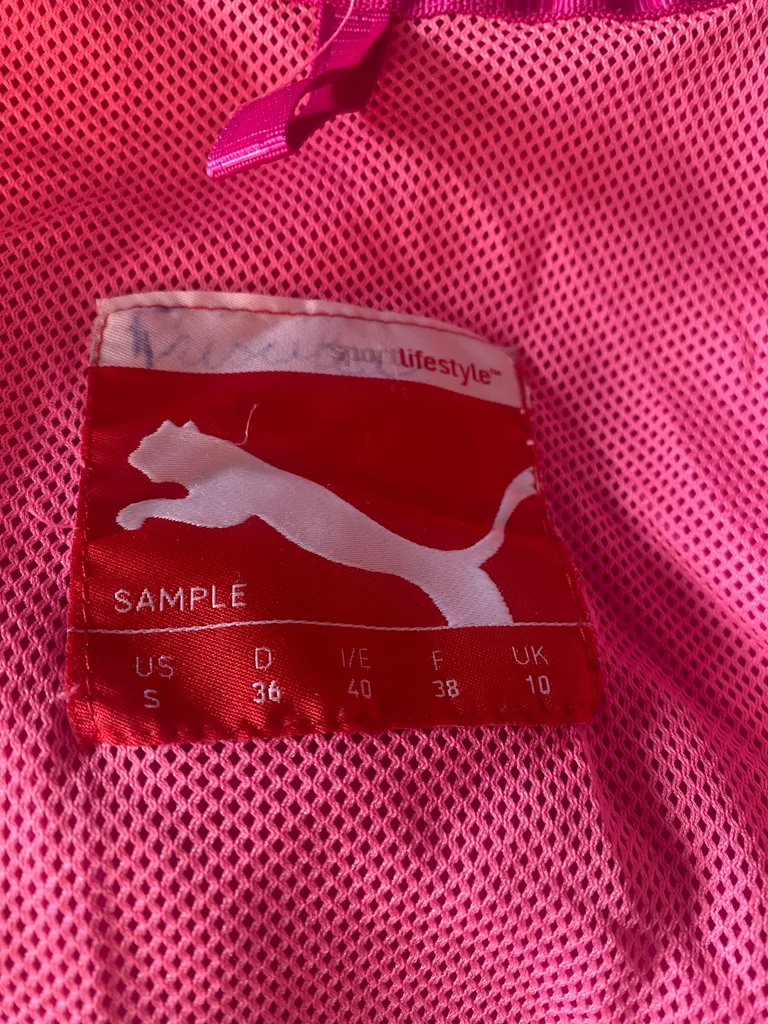 sportlifestyle™
SAMPLE
US D I/E F UK
S 36 40 38 10